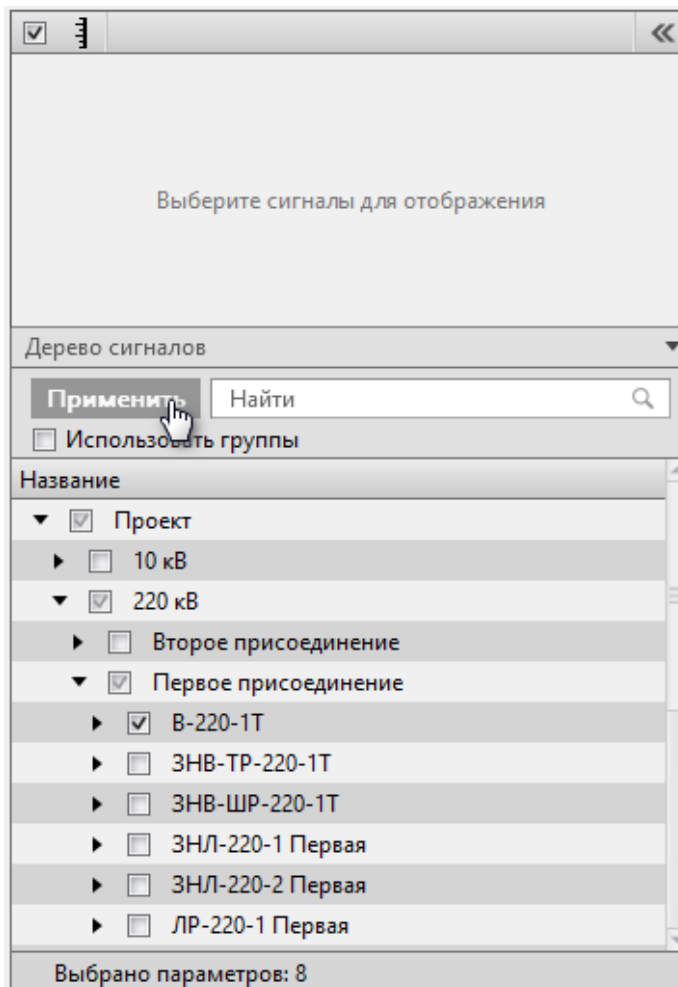 Выберите сигналы для отображения
Дерево сигналов
Применить
Найти
Использовать группы
Название
Проект
10 кВ
220 кВ
Второе присоединение
Первое присоединение
В-220-1Т
ЗНВ-ТР-220-1Т
ЗНВ-ШР-220-1Т
ЗНЛ-220-1 Первая
ЗНЛ-220-2 Первая
ЛР-220-1 Первая
Выбрано параметров: 8